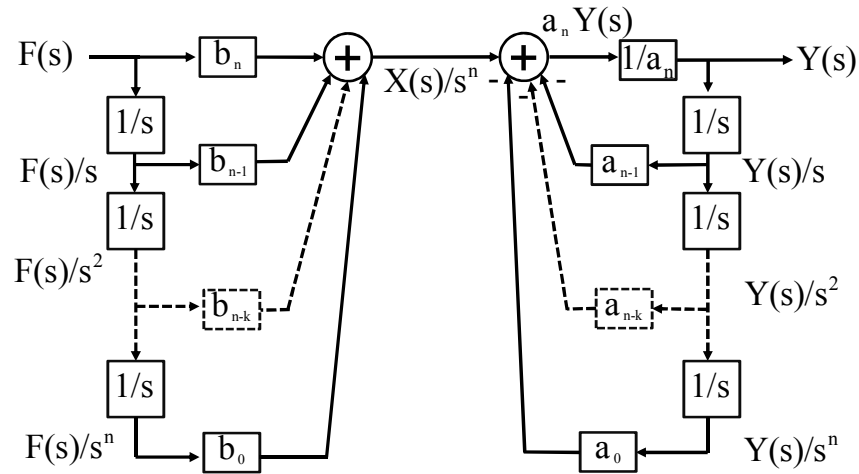 a_n Y(s)
F(s) b_n + + 1/a_n Y(s)
X(s)/s^n - - -
1/s 1/s
F(s)/s b_{n-1} a_{n-1} Y(s)/s
1/s 1/s
F(s)/s^2 b_{n-k} a_{n-k} Y(s)/s^2
1/s 1/s
F(s)/s^n b_0 a_0 Y(s)/s^n